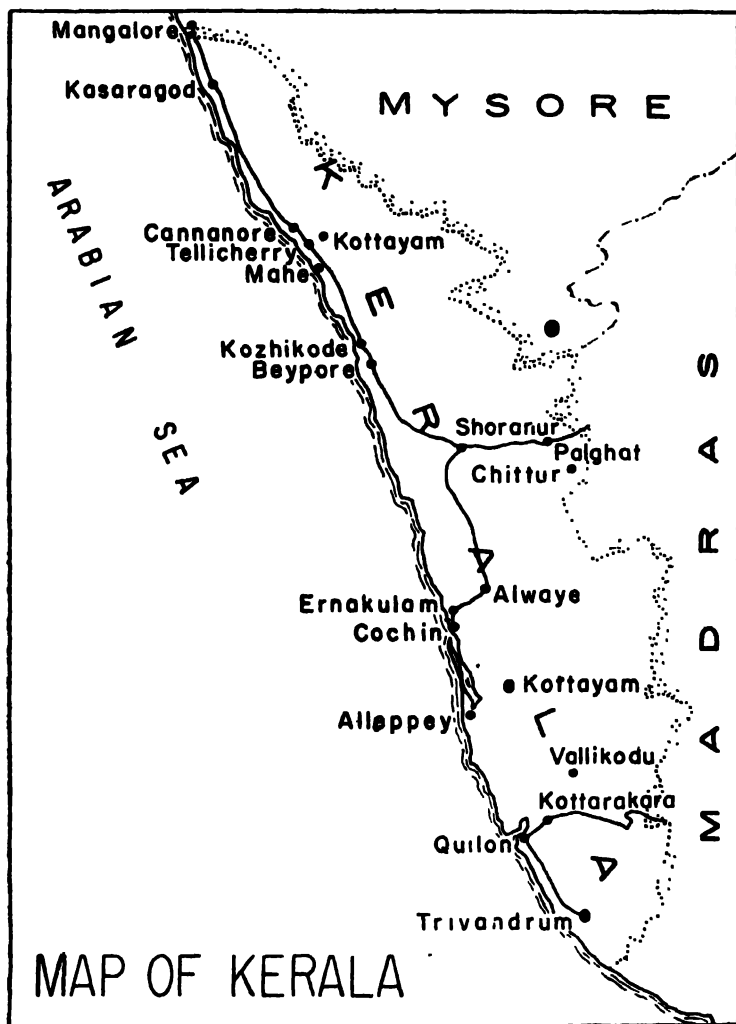 Mangalore
Kasaragod
MYSORE
ARABIAN
SEA
KERALA
Cannanore
Tellicherry
Mahe
Kottayam
Kozhikode
Beypore
Shoranur
Palghat
Chittur
MADRAS
Alwaye
Ernakulam
Cochin
Kottayam
Alleppey
Vallikodu
Kottarakara
Quilon
Trivandrum
MAP OF KERALA